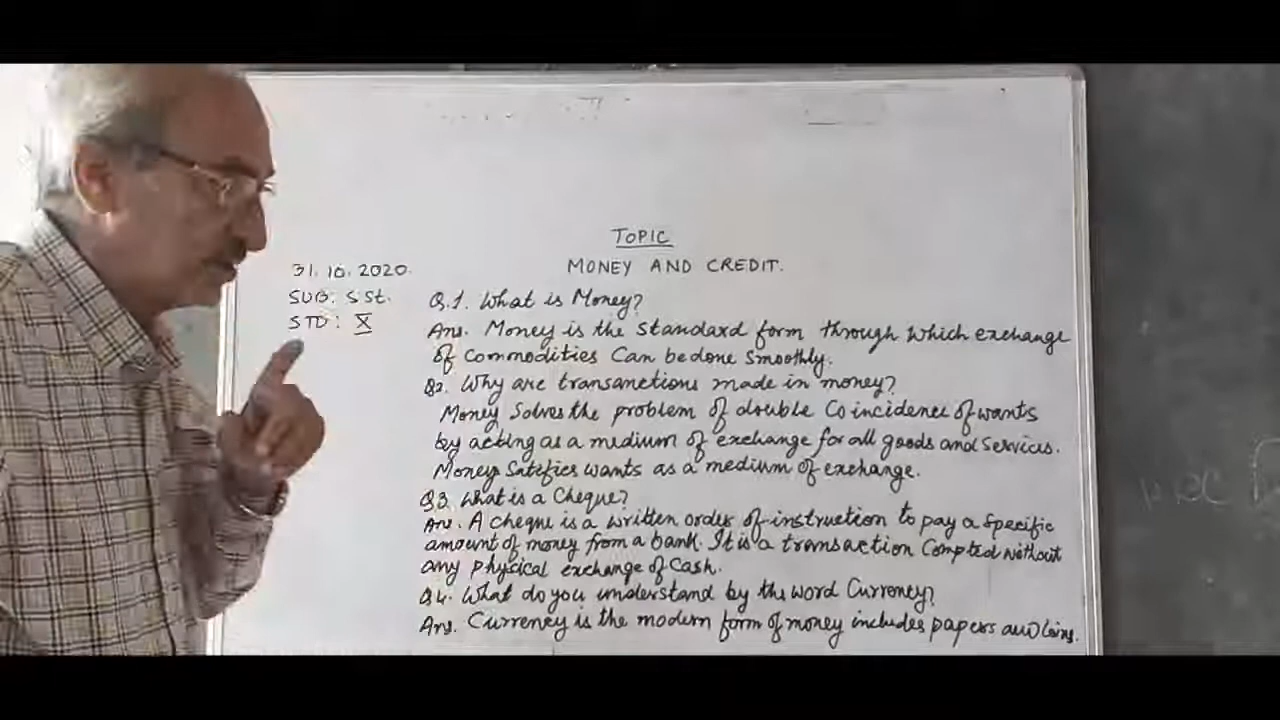 TOPIC
MONEY AND CREDIT.
31.10.2020.
SUB: S St.
STD: X
Q.1. What is Money?
Ans. Money is the standard form through which exchange
of commodities Can be done smoothly.
Q2. Why are transanctions made in money?
Money Solves the problem of double Coincidence of wants
by acting as a medium of exchange for all goods and services.
Money Satefies wants as a medium of exchange.
Q3. What is a Cheque?
Ans. A cheque is a written order of instruction to pay a specific
amount of money from a bank. It is a transaction Compted without
any physical exchange of Cash.
Q4. What do you understand by the word Currency?
Ans. Currency is the modern form of money includes papers and Coins.